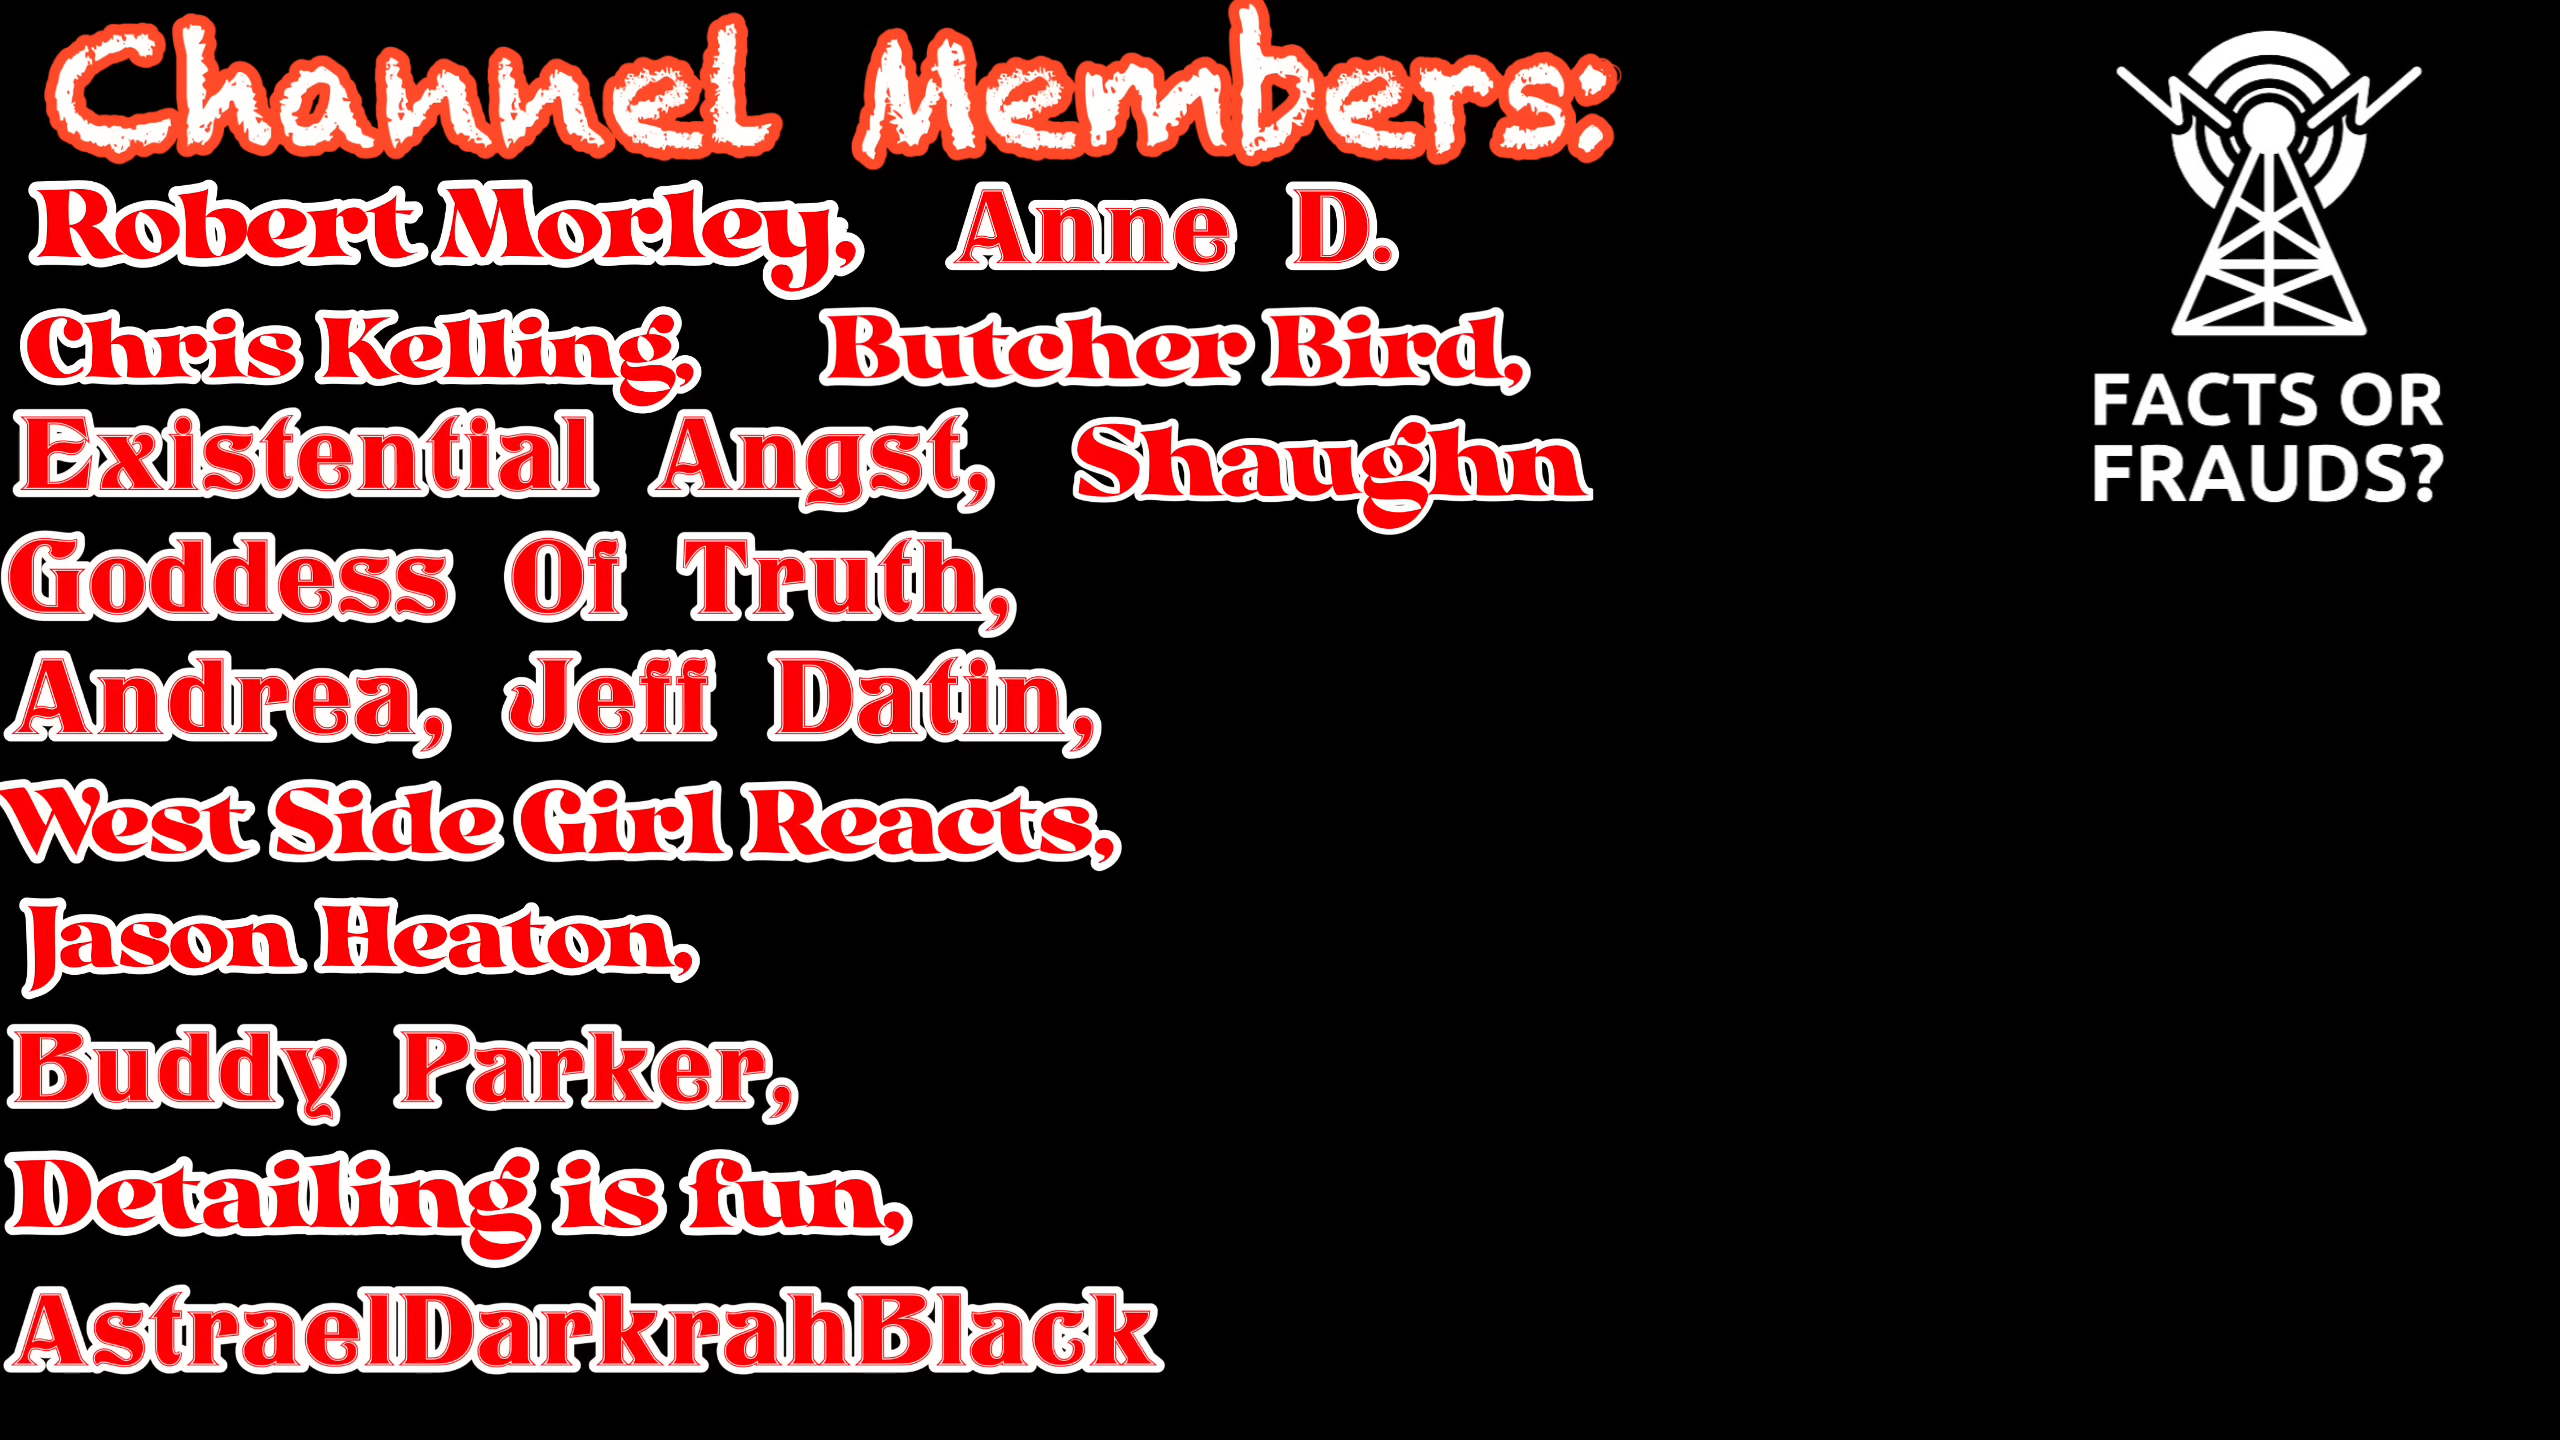 Channel Members:
Robert Morley, Anne D.
Chris Kelling, Butcher Bird,
Existential Angst, Shaughn
Goddess Of Truth,
Andrea, Jeff Datin,
West Side Girl Reacts,
Jason Heaton,
Buddy Parker,
Detailing is fun,
AstraelDarkrahBlack
FACTS OR
FRAUDS?